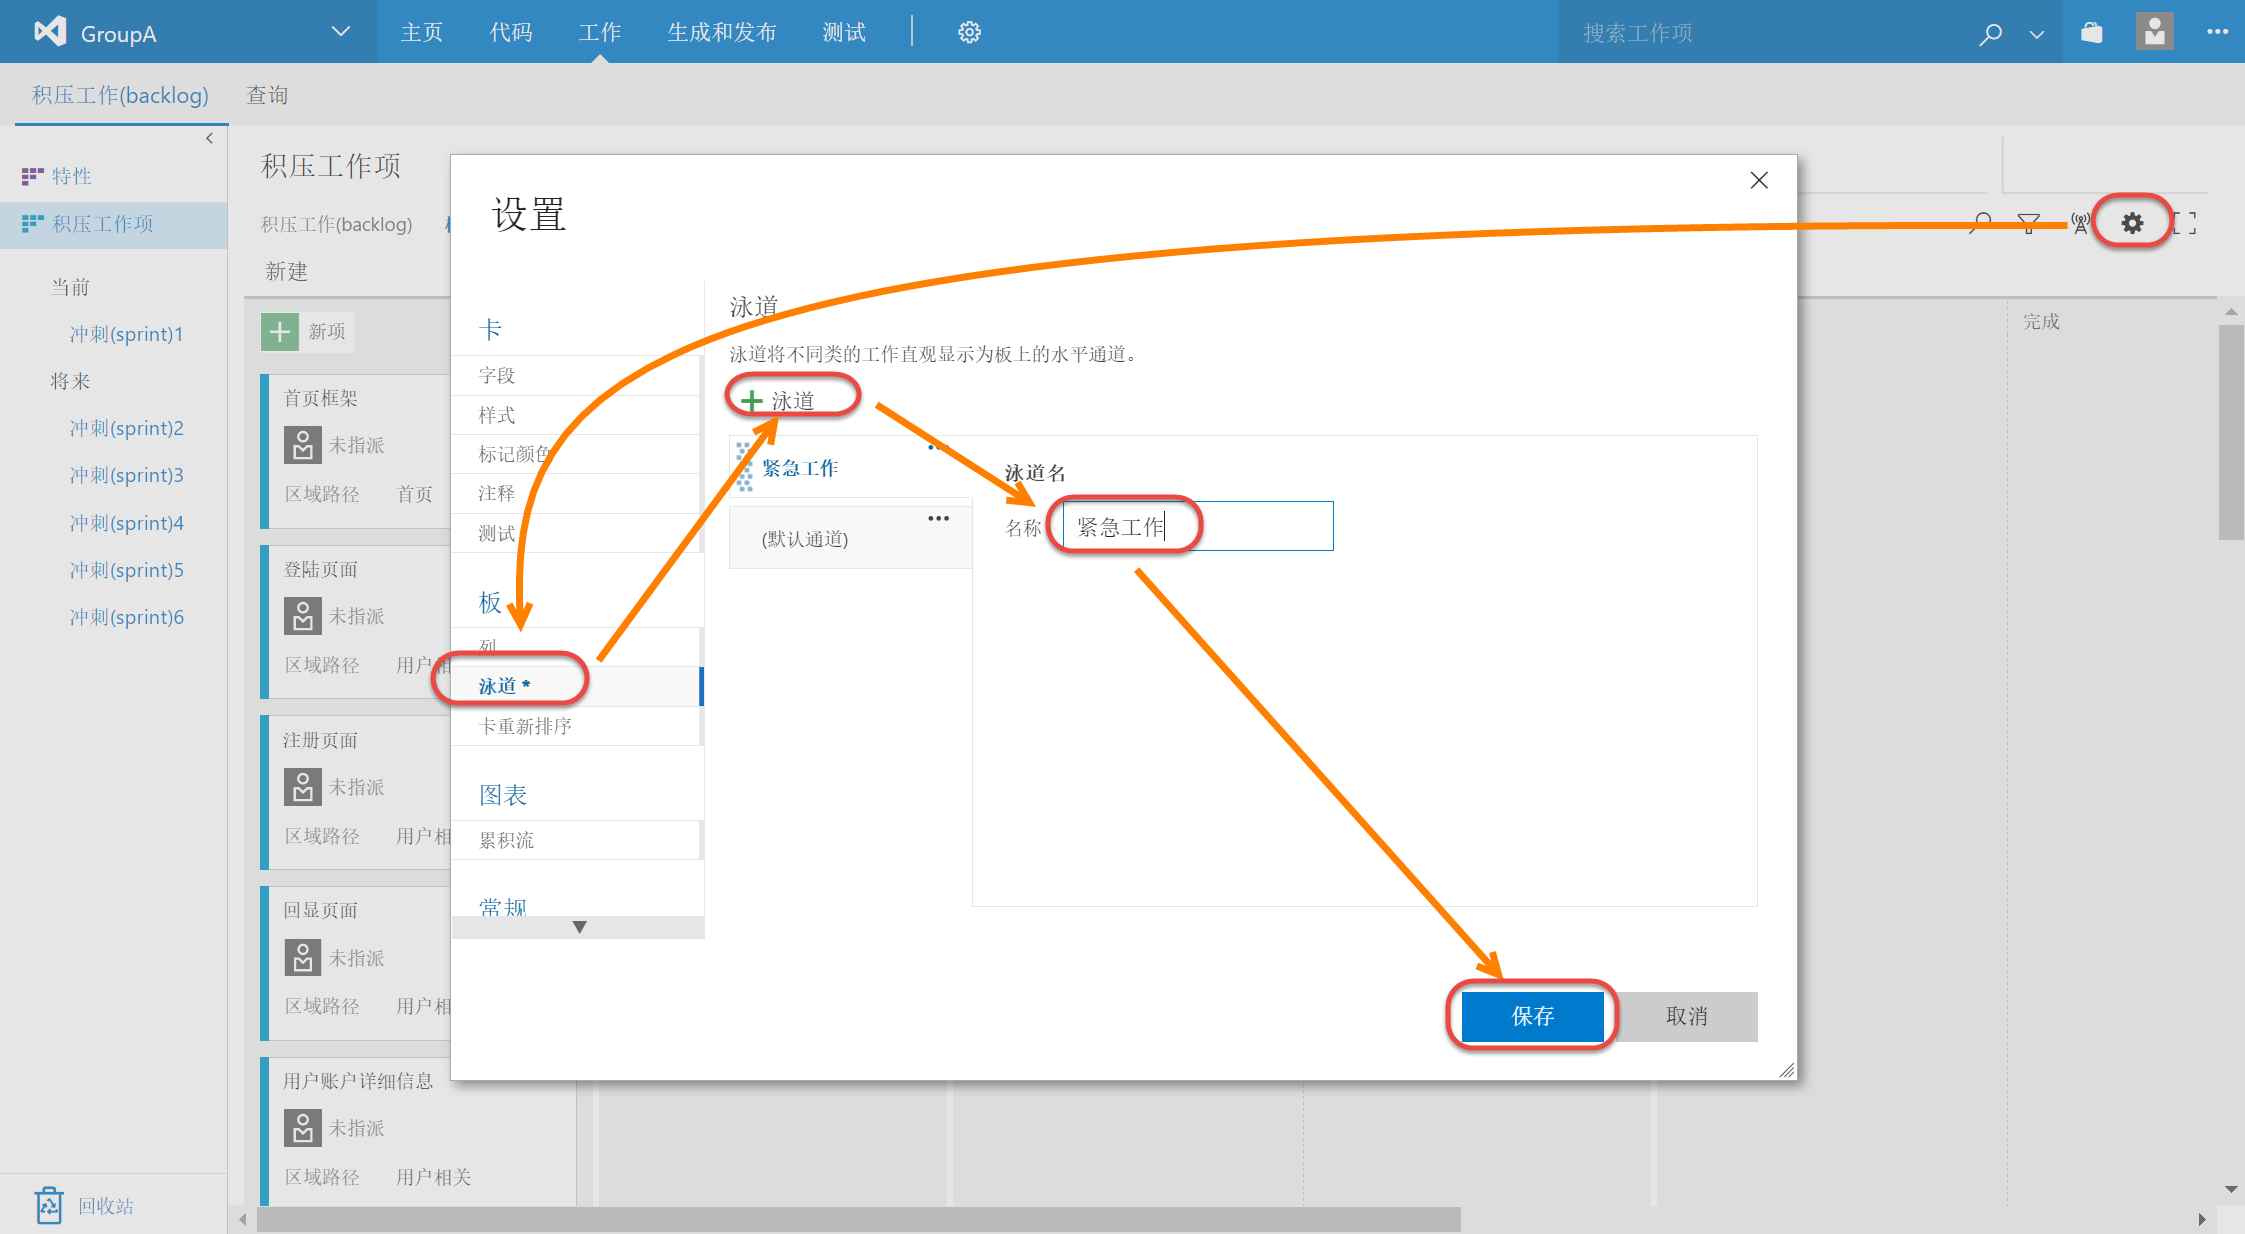 GroupA 主页 代码 工作 生成和发布 测试 搜索工作项
积压工作(backlog) 查询
特性
积压工作项
当前
冲刺(sprint)1
将来
冲刺(sprint)2
冲刺(sprint)3
冲刺(sprint)4
冲刺(sprint)5
冲刺(sprint)6
回收站
积压工作项
积压工作(backlog)
新建
新项
首页框架
未指派
区域路径 首页
登陆页面
未指派
区域路径 用户相
注册页面
未指派
区域路径 用户相
回显页面
未指派
区域路径 用户相
用户账户详细信息
未指派
区域路径 用户相关
完成
设置
卡
字段
样式
标记颜色
注释
测试
板
列
泳道 *
卡重新排序
图表
累积流
常规
泳道
泳道将不同类的工作直观显示为板上的水平通道。
泳道
紧急工作
(默认通道)
泳道名
名称 紧急工作
保存 取消